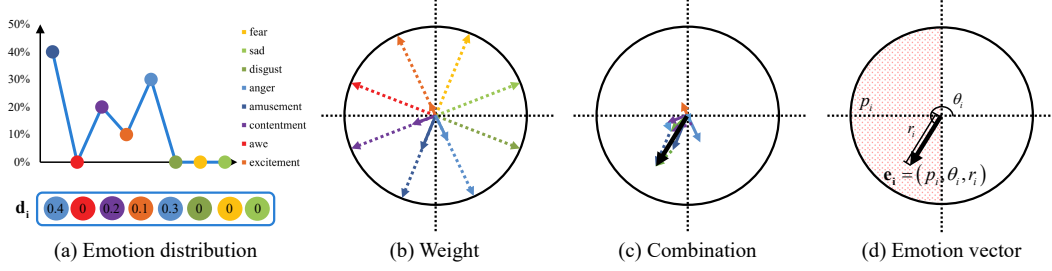 50%
40%
30%
20%
10%
0%
fear
sad
disgust
anger
amusement
contentment
awe
excitement
d_i 0.4 0 0.2 0.1 0.3 0 0 0
(a) Emotion distribution
(b) Weight
(c) Combination
p_i θ_i
r_i
e_i = (p_i, θ_i, r_i)
(d) Emotion vector